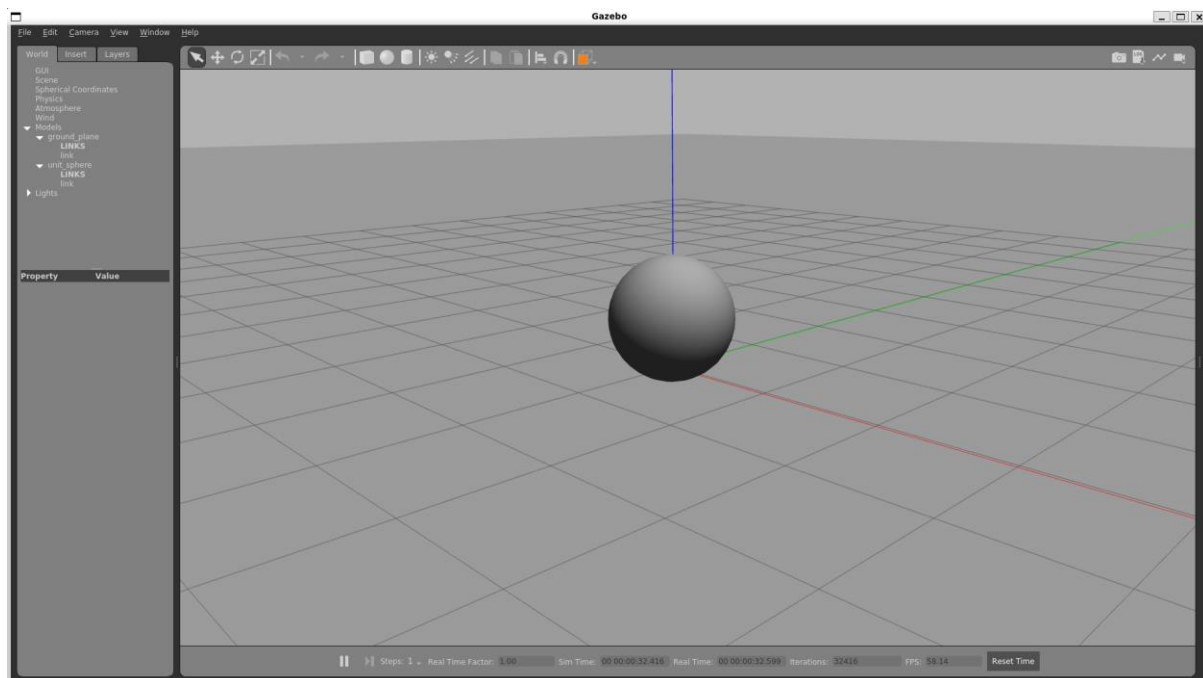 Gazebo
File Edit Camera View Window Help
World Insert Layers
GUI
Scene
Spherical Coordinates
Physics
Atmosphere
Wind
Models
ground_plane
LINKS
link
unit_sphere
LINKS
link
Lights
Property Value
Steps: 1 Real Time Factor: 1.00 Sim Time: 00 00:00:32.416 Real Time: 00 00:00:32.599 Iterations: 32416 FPS: 58.14 Reset Time